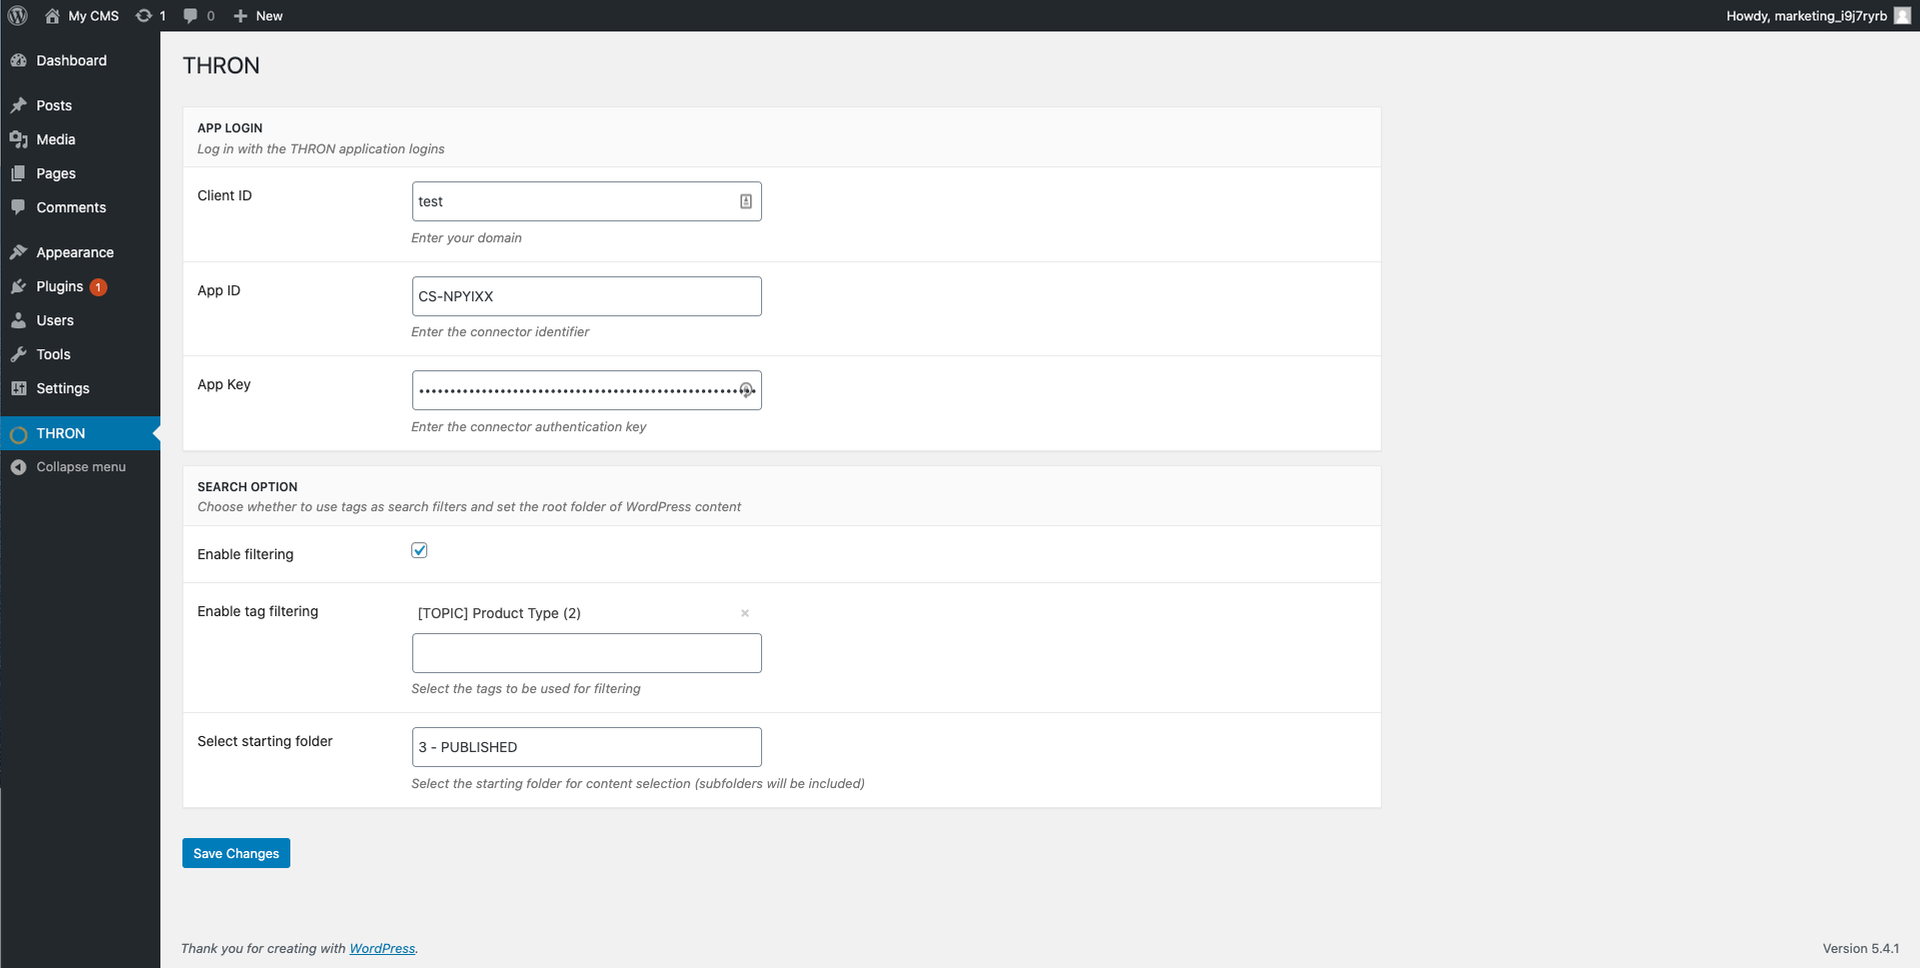 My CMS 1 0 New Howdy, marketing_i9j7ryrb
Dashboard
Posts
Media
Pages
Comments
Appearance
Plugins 1
Users
Tools
Settings
THRON
Collapse menu
THRON
APP LOGIN
Log in with the THRON application logins
Client ID
test
Enter your domain
App ID
CS-NPYIXX
Enter the connector identifier
App Key
Enter the connector authentication key
SEARCH OPTION
Choose whether to use tags as search filters and set the root folder of WordPress content
Enable filtering
Enable tag filtering
[TOPIC] Product Type (2) ×
Select the tags to be used for filtering
Select starting folder
3 - PUBLISHED
Select the starting folder for content selection (subfolders will be included)
Save Changes
Thank you for creating with WordPress.
Version 5.4.1